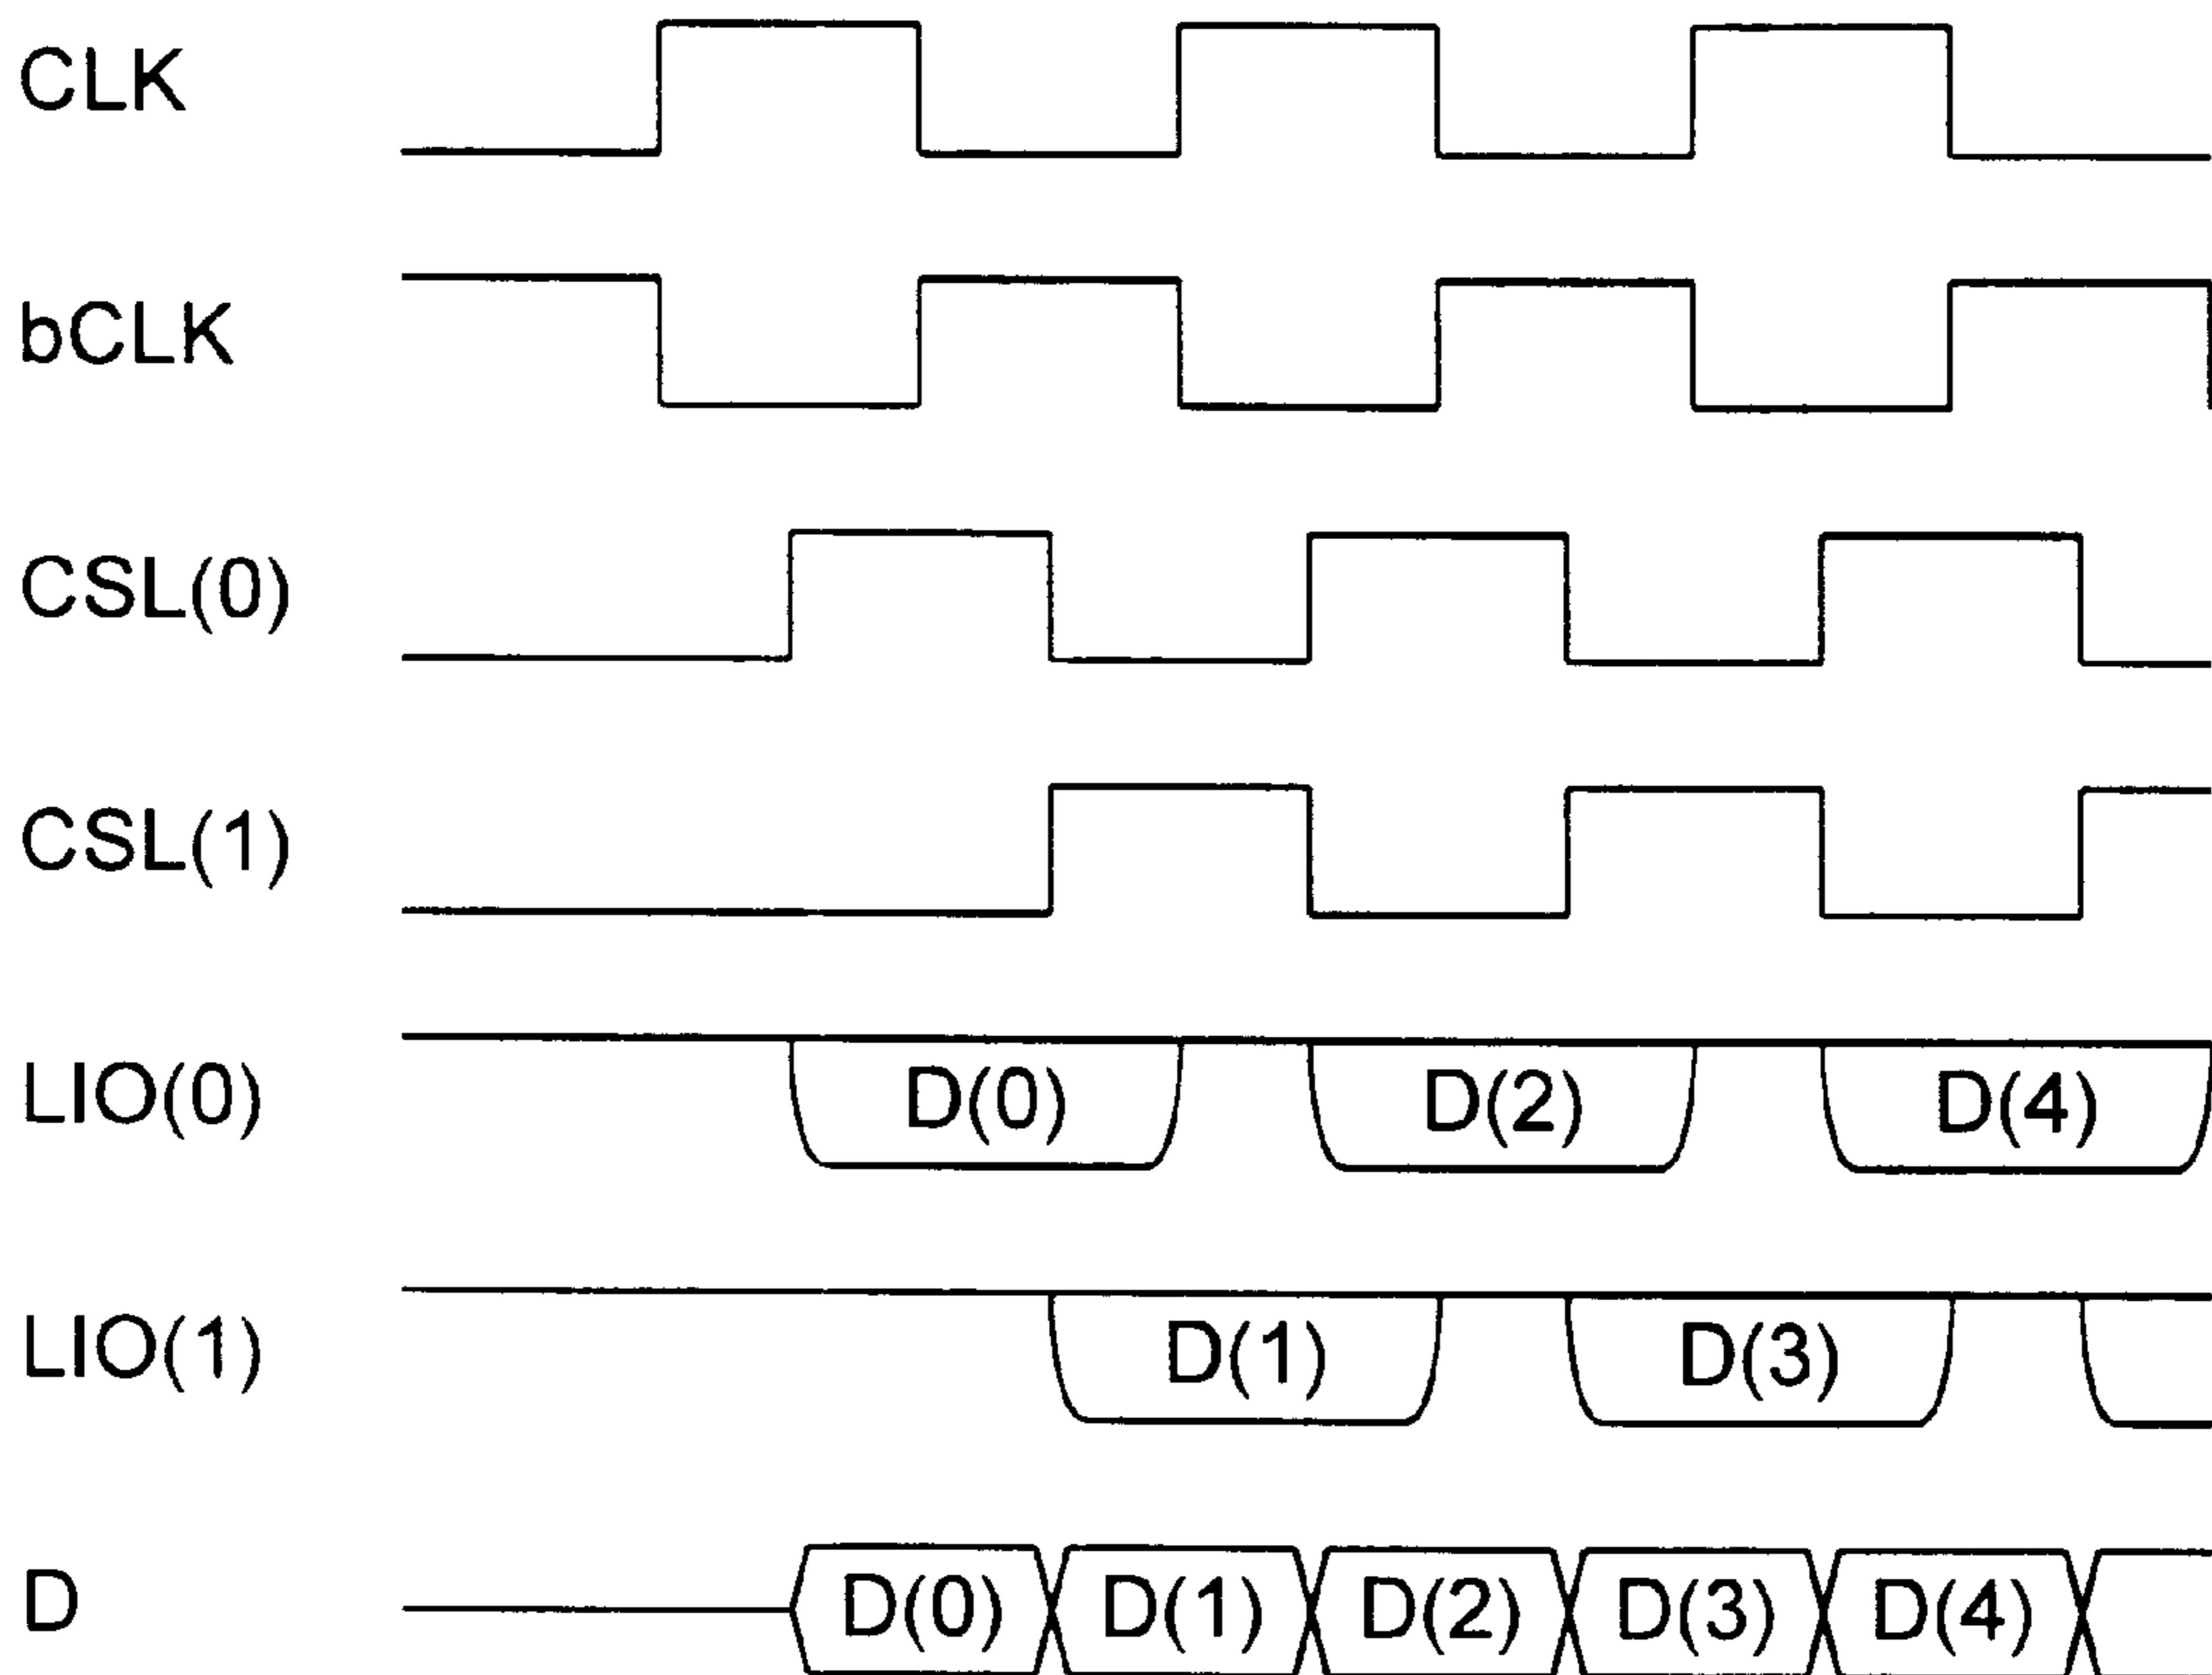 CLK
bCLK
CSL(0)
CSL(1)
LIO(0) D(0) D(2) D(4)
LIO(1) D(1) D(3)
D D(0) D(1) D(2) D(3) D(4)